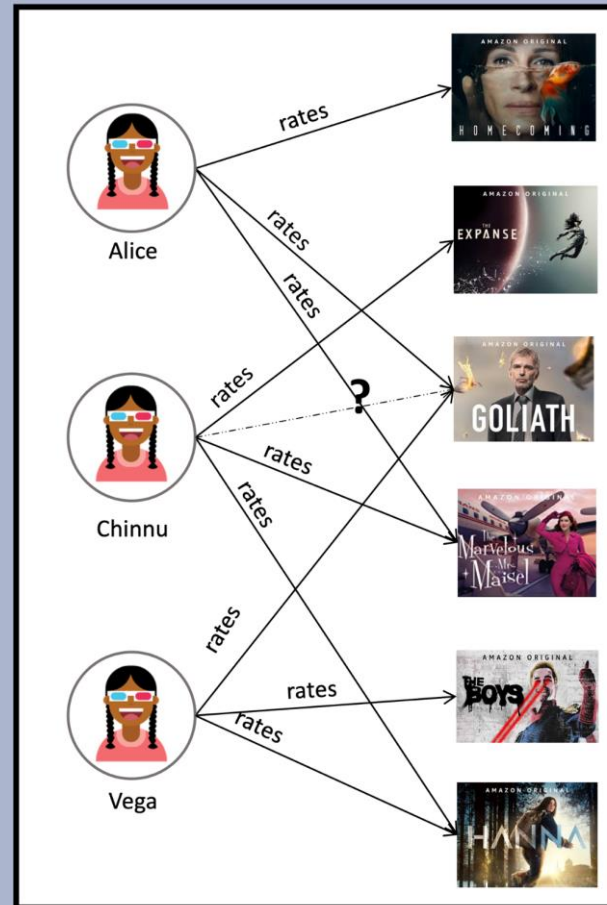 AMAZON ORIGINAL
HOMECOMING
rates
Alice
rates
rates
AMAZON ORIGINAL
THE
EXPANSE
rates
?
AMAZON ORIGINAL
GOLIATH
Chinnu
rates
rates
AMAZON ORIGINAL
The
Marvelous
Mrs.
Maisel
rates
Vega
rates
rates
AMAZON ORIGINAL
THE
BOYS
AMAZON ORIGINAL
HANNA